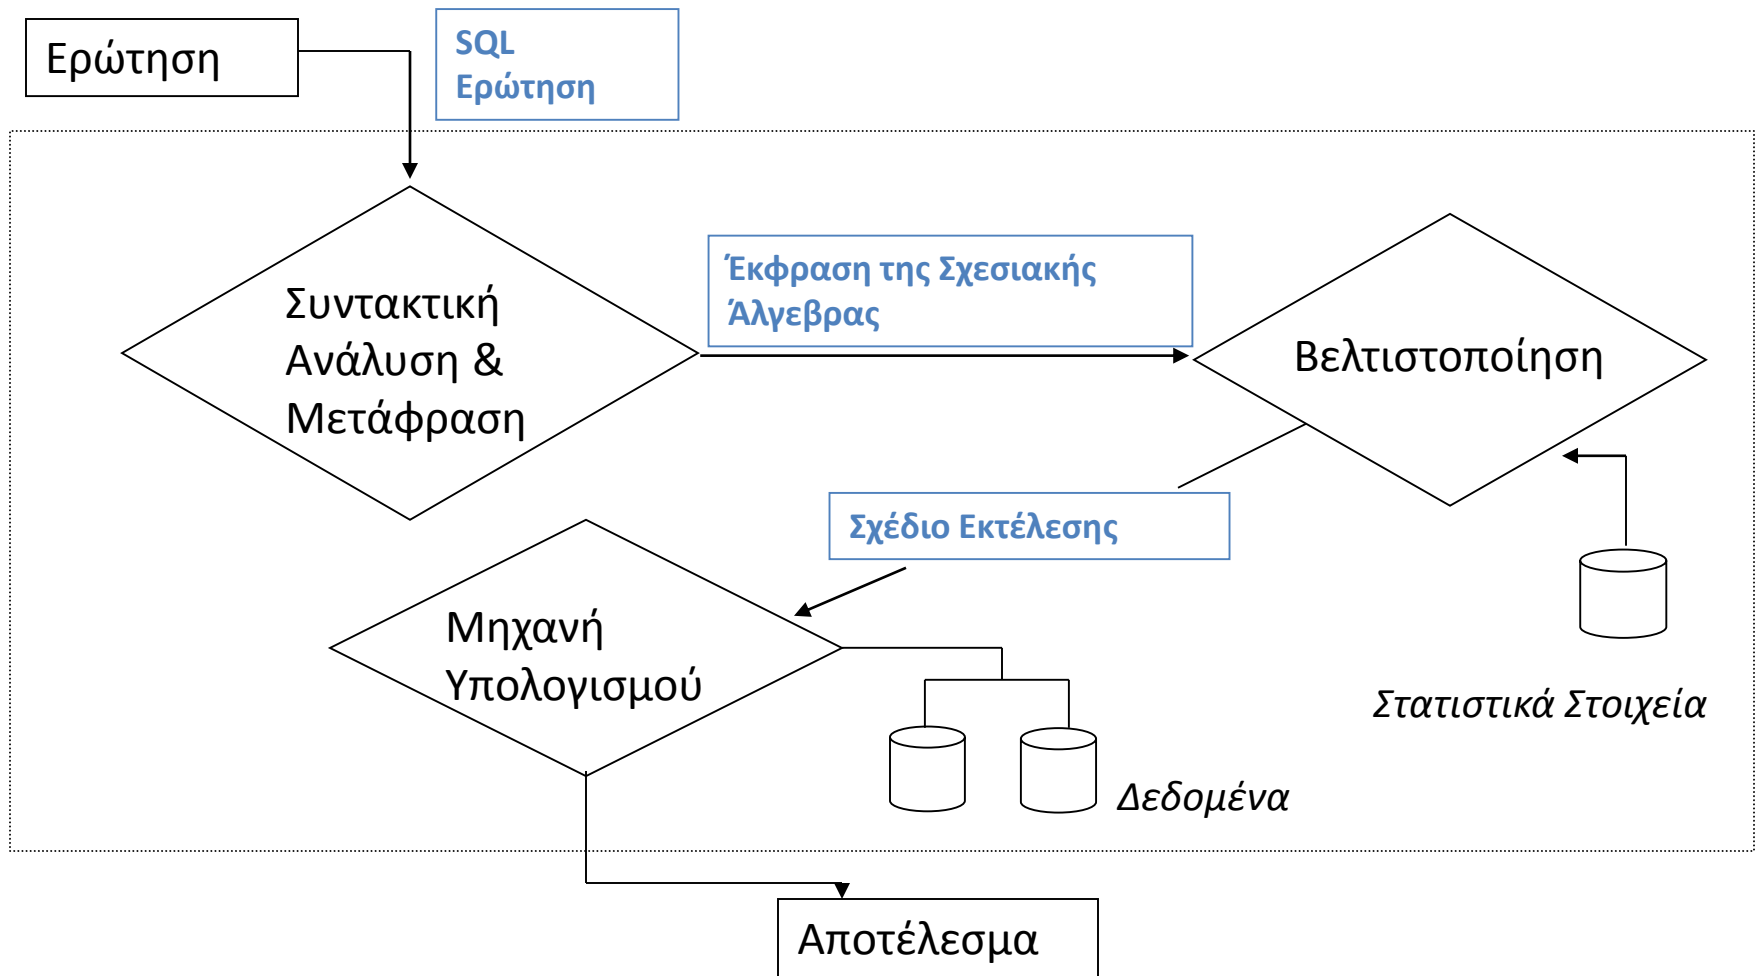 Ερώτηση
SQL
Ερώτηση
Συντακτική
Ανάλυση &
Μετάφραση
Έκφραση της Σχεσιακής
Άλγεβρας
Βελτιστοποίηση
Σχέδιο Εκτέλεσης
Μηχανή
Υπολογισμού
Στατιστικά Στοιχεία
Δεδομένα
Αποτέλεσμα